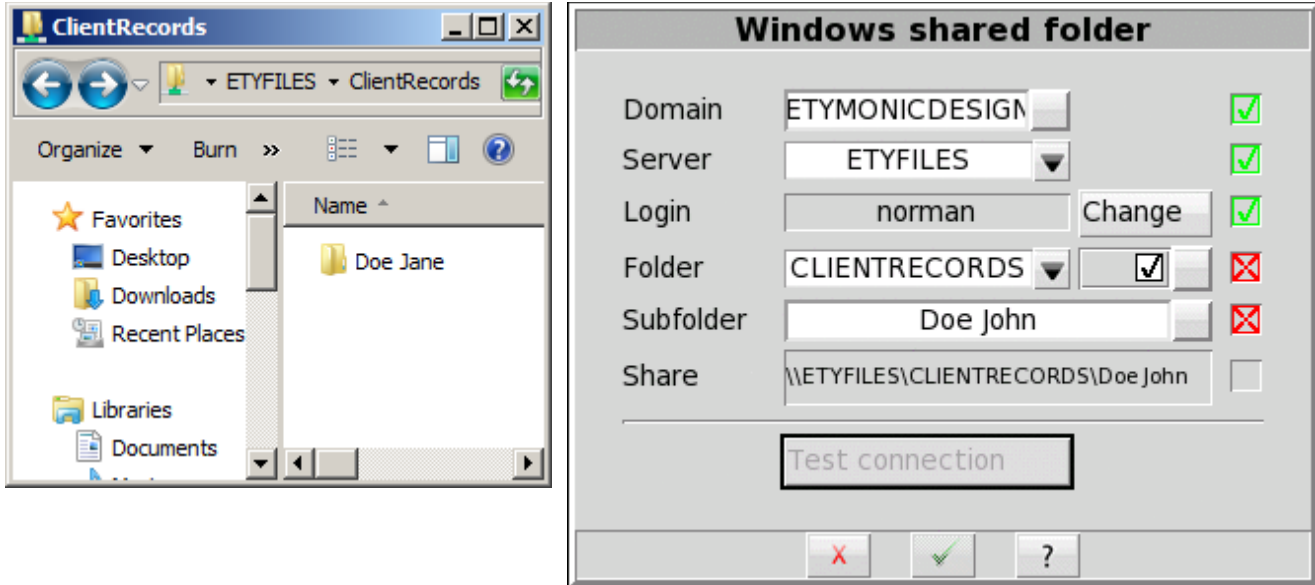 ClientRecords
ETYFILES ClientRecords
Organize Burn »
Name
Favorites
Desktop
Downloads
Recent Places
Libraries
Documents
Doe Jane
Windows shared folder
Domain ETYMONICDESIGN
Server ETYFILES
Login norman Change
Folder CLIENTRECORDS
Subfolder Doe John
Share \\ETYFILES\CLIENTRECORDS\Doe John
Test connection
X ?